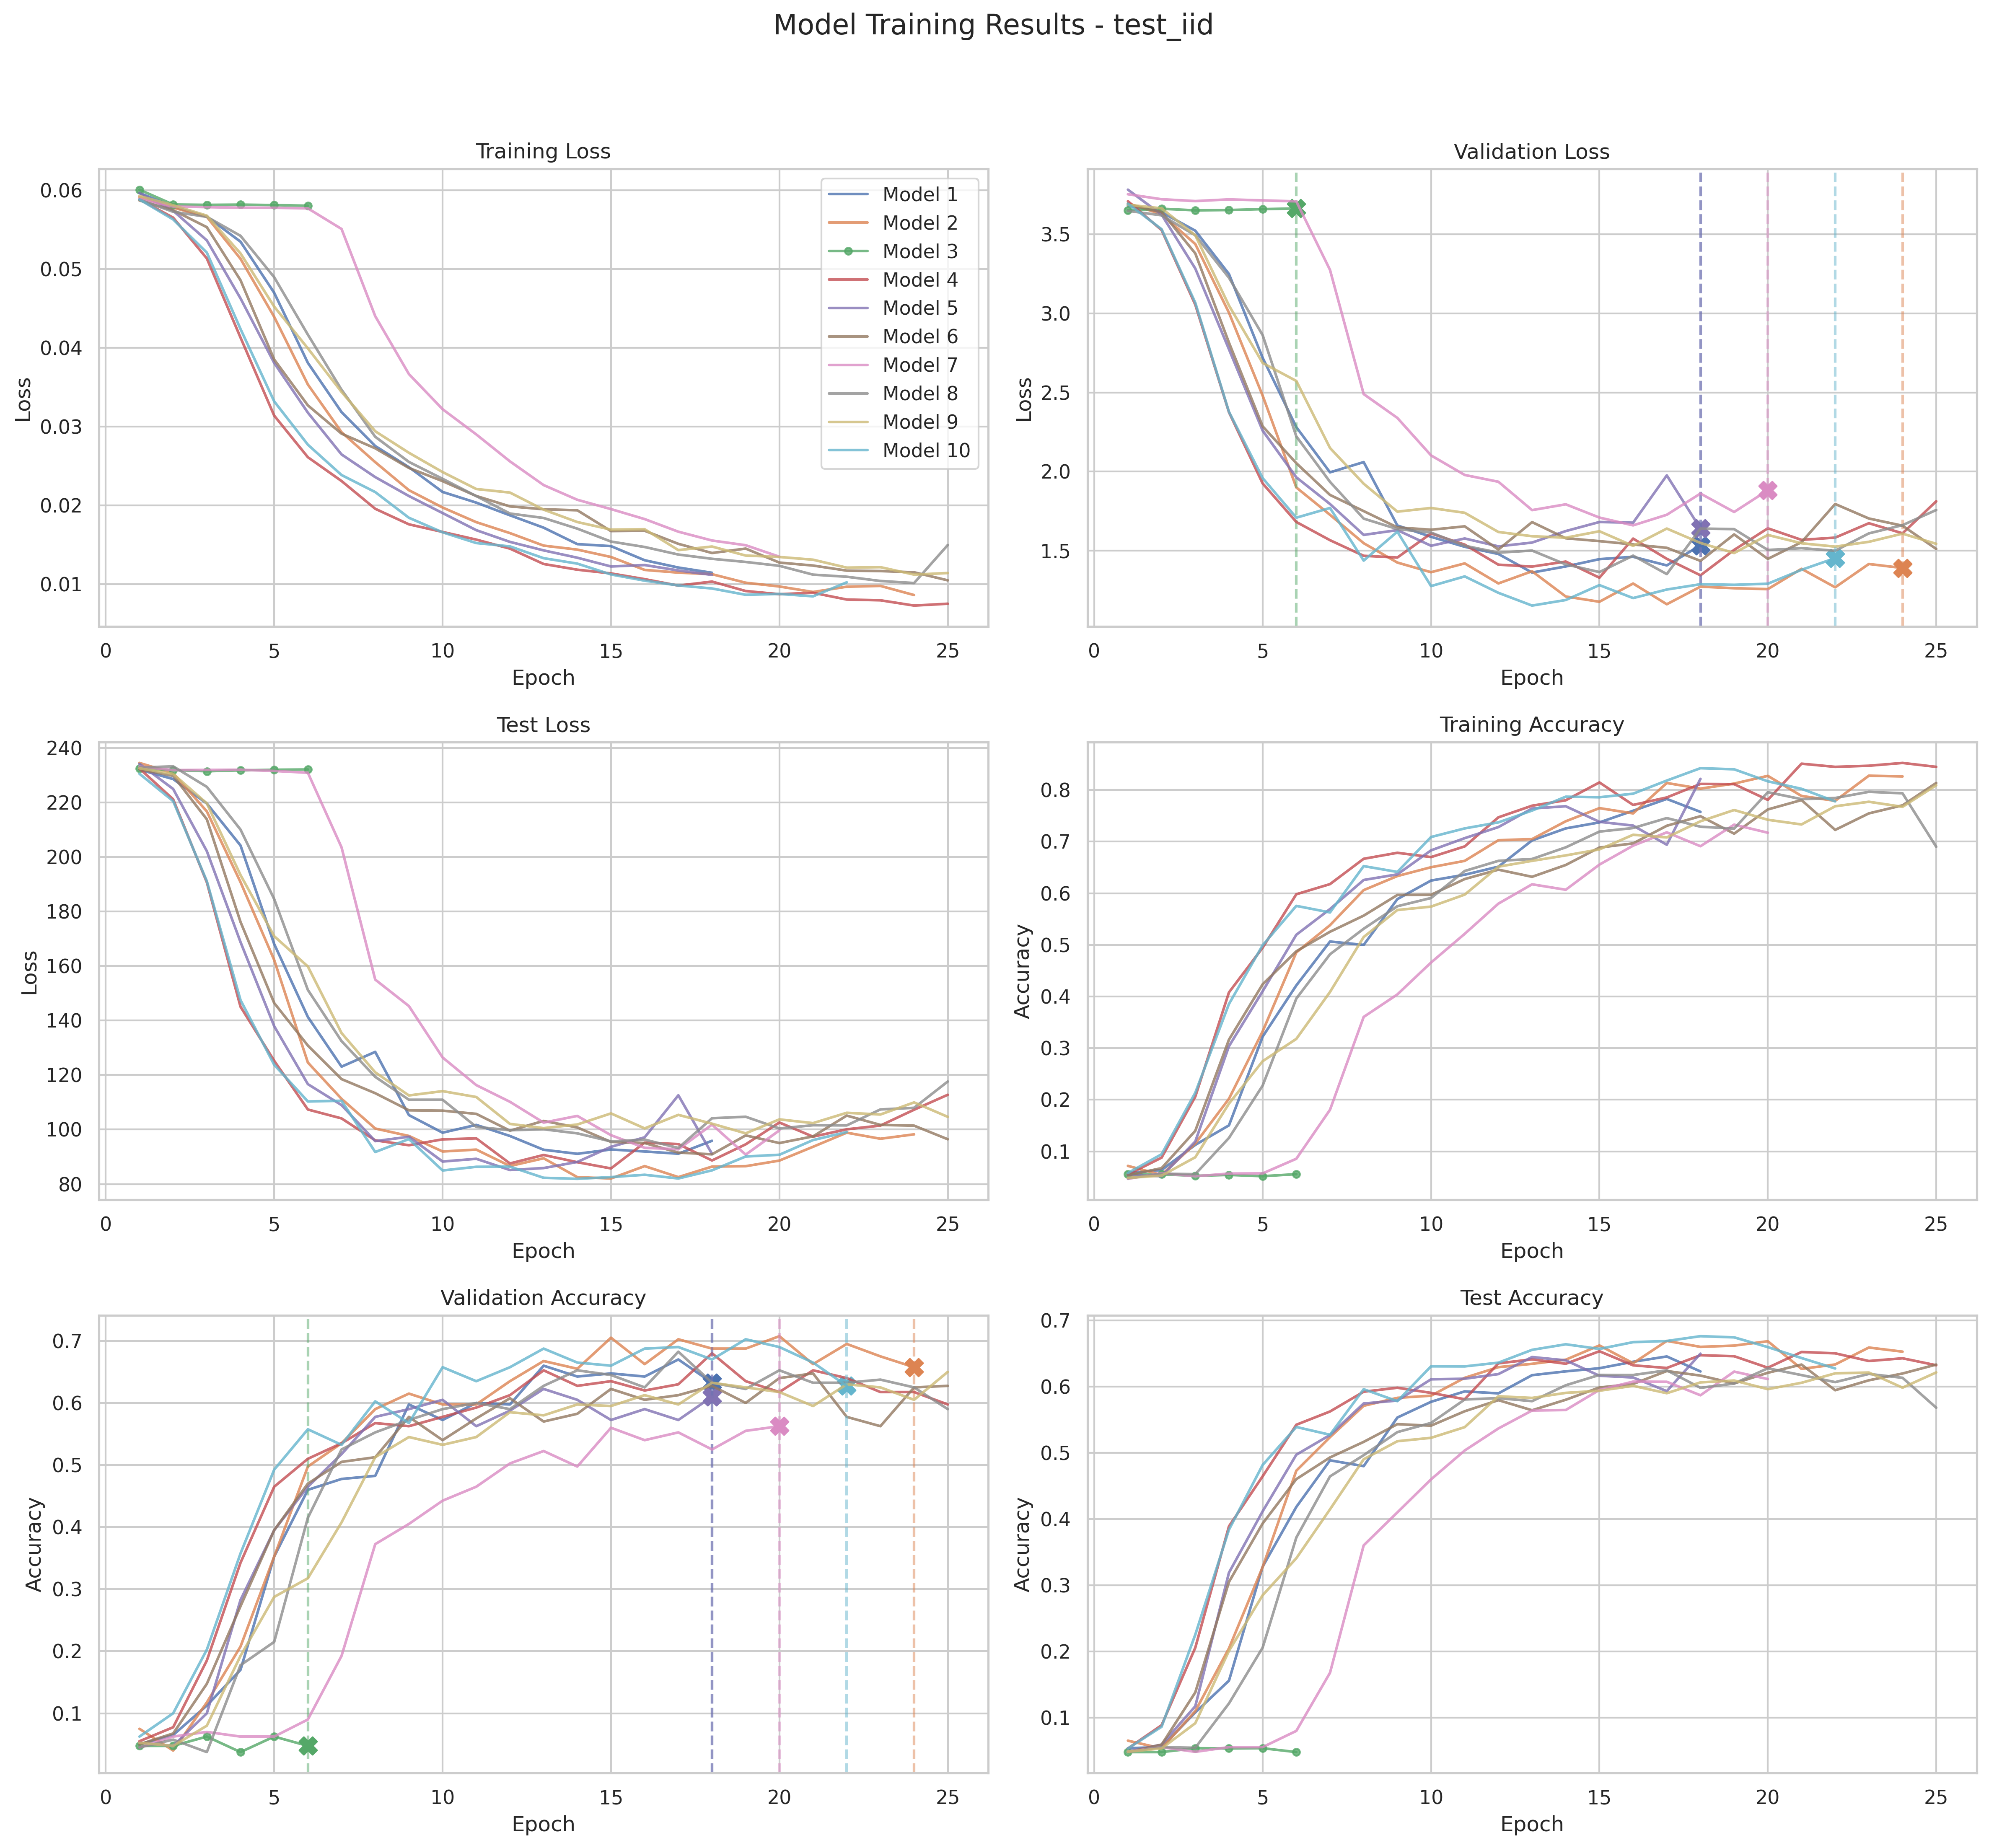 Model Training Results - test_iid
Training Loss
Loss
0.06
0.05
0.04
0.03
0.02
0.01
0
5
10
15
20
25
Epoch
Model 1
Model 2
Model 3
Model 4
Model 5
Model 6
Model 7
Model 8
Model 9
Model 10
Validation Loss
Loss
3.5
3.0
2.5
2.0
1.5
0
5
10
15
20
25
Epoch
Test Loss
Loss
240
220
200
180
160
140
120
100
80
0
5
10
15
20
25
Epoch
Training Accuracy
Accuracy
0.8
0.7
0.6
0.5
0.4
0.3
0.2
0.1
0
5
10
15
20
25
Epoch
Validation Accuracy
Accuracy
0.7
0.6
0.5
0.4
0.3
0.2
0.1
0
5
10
15
20
25
Epoch
Test Accuracy
Accuracy
0.7
0.6
0.5
0.4
0.3
0.2
0.1
0
5
10
15
20
25
Epoch